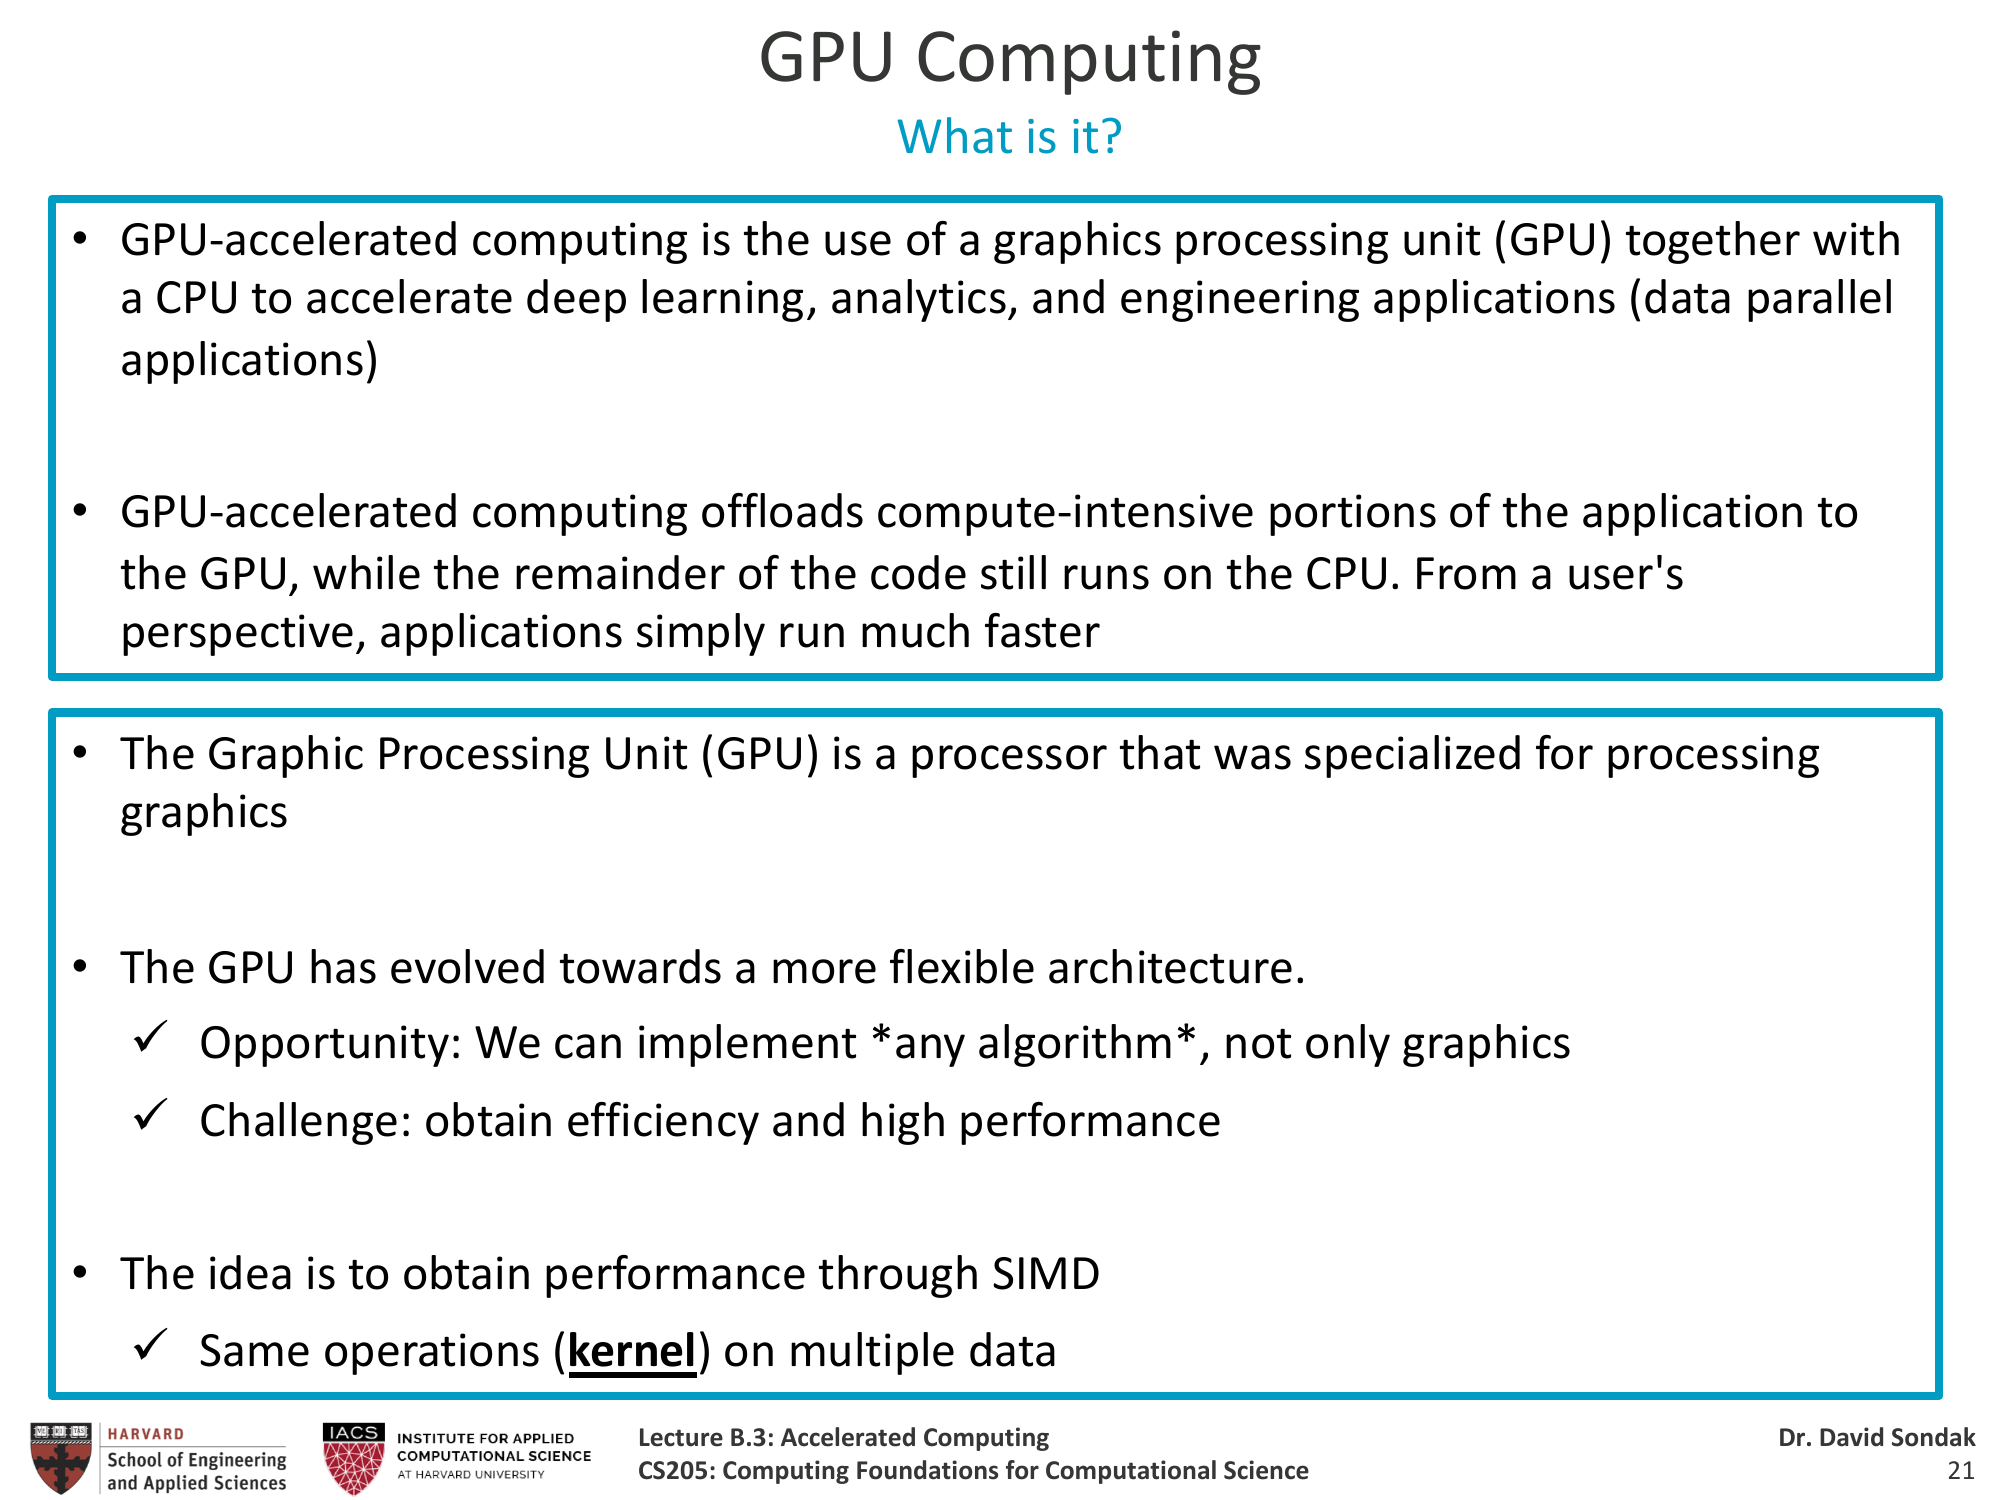 GPU Computing
What is it?
• GPU-accelerated computing is the use of a graphics processing unit (GPU) together with
a CPU to accelerate deep learning, analytics, and engineering applications (data parallel
applications)
• GPU-accelerated computing offloads compute-intensive portions of the application to
the GPU, while the remainder of the code still runs on the CPU. From a user's
perspective, applications simply run much faster
• The Graphic Processing Unit (GPU) is a processor that was specialized for processing
graphics
• The GPU has evolved towards a more flexible architecture.
✓ Opportunity: We can implement *any algorithm*, not only graphics
✓ Challenge: obtain efficiency and high performance
• The idea is to obtain performance through SIMD
✓ Same operations (kernel) on multiple data
HARVARD
School of Engineering
and Applied Sciences
IACS
INSTITUTE FOR APPLIED
COMPUTATIONAL SCIENCE
AT HARVARD UNIVERSITY
Lecture B.3: Accelerated Computing
CS205: Computing Foundations for Computational Science
Dr. David Sondak
21